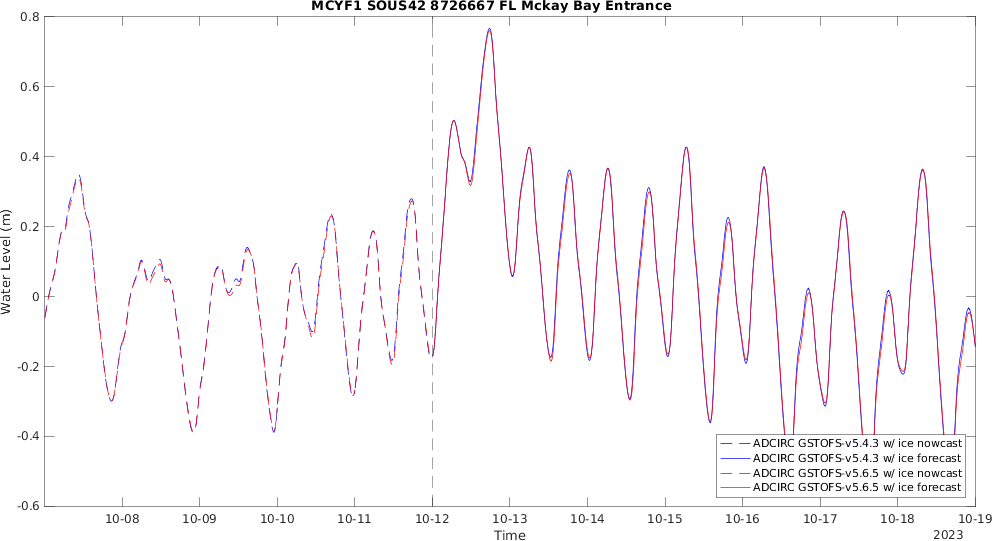 MCYF1 SOUS42 8726667 FL Mckay Bay Entrance
Water Level (m)
0.8
0.6
0.4
0.2
0
-0.2
-0.4
-0.6
ADCIRC GSTOFS-v5.4.3 w/ ice nowcast
ADCIRC GSTOFS-v5.4.3 w/ ice forecast
ADCIRC GSTOFS-v5.6.5 w/ ice nowcast
ADCIRC GSTOFS-v5.6.5 w/ ice forecast
10-08 10-09 10-10 10-11 10-12 10-13 10-14 10-15 10-16 10-17 10-18 10-19
Time
2023